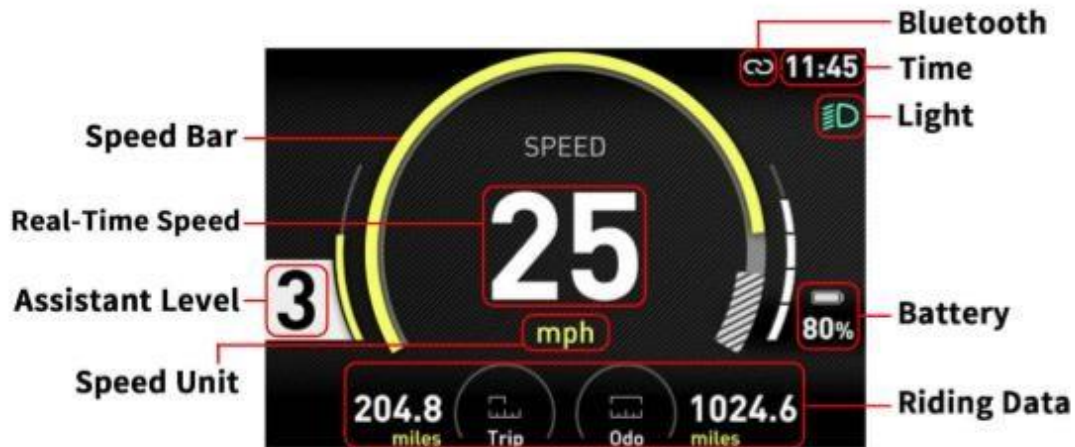 Bluetooth
11:45
Time
Light
Speed Bar
SPEED
Real-Time Speed
25
Assistant Level
3
Battery
80%
mph
Speed Unit
204.8
miles
Trip
Odo
1024.6
miles
Riding Data